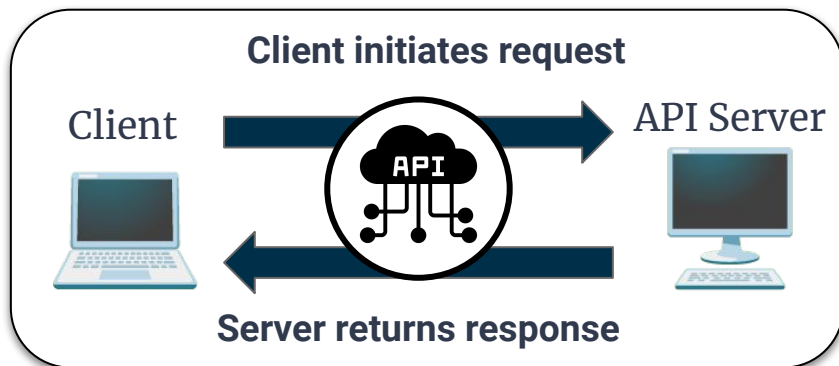 Client initiates request
Client
API Server
API
Server returns response